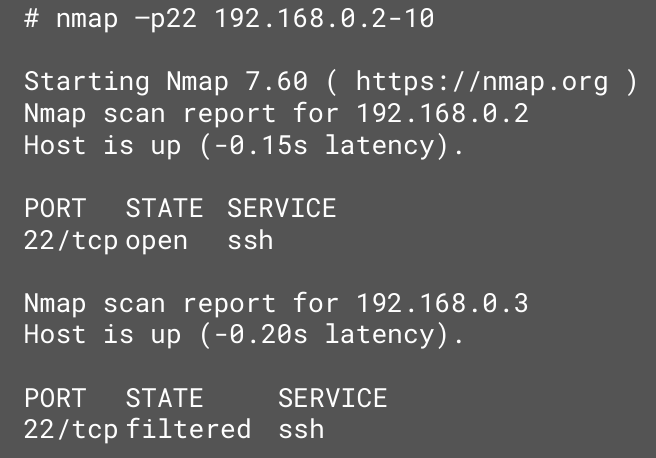 # nmap –p22 192.168.0.2-10
Starting Nmap 7.60 ( https://nmap.org )
Nmap scan report for 192.168.0.2
Host is up (-0.15s latency).
PORT STATE SERVICE
22/tcp open ssh
Nmap scan report for 192.168.0.3
Host is up (-0.20s latency).
PORT STATE SERVICE
22/tcp filtered ssh